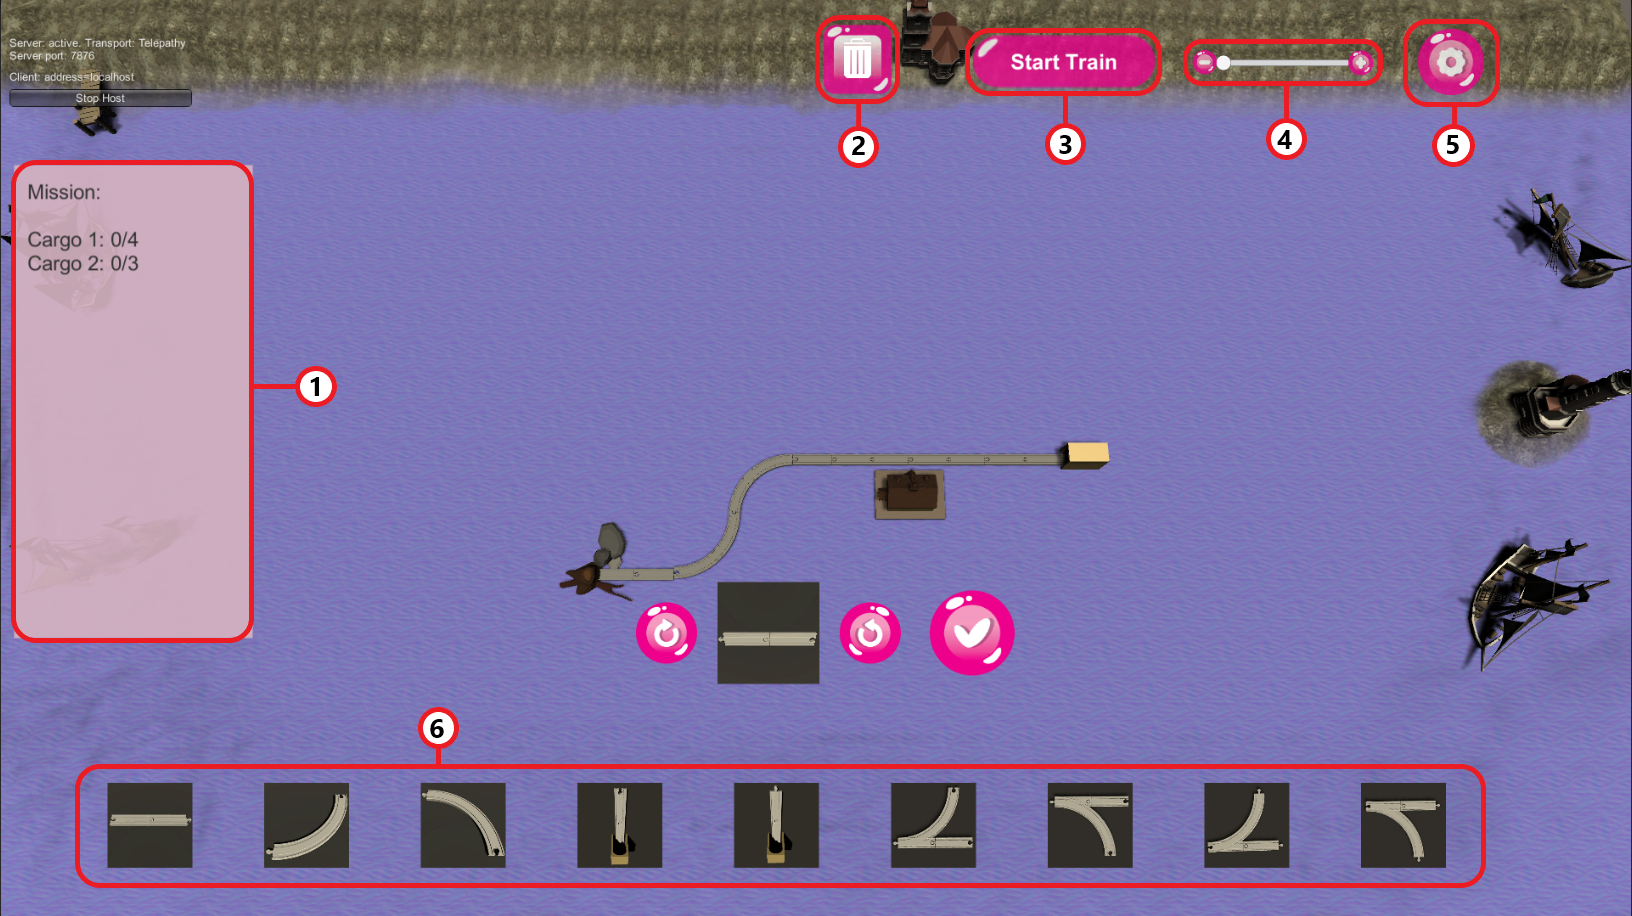 Server: active. Transport: Telepathy
Server port: 7876
Client: address=localhost
Stop Host
Start Train
2
3
4
5
Mission:
Cargo 1: 0/4
Cargo 2: 0/3
1
6